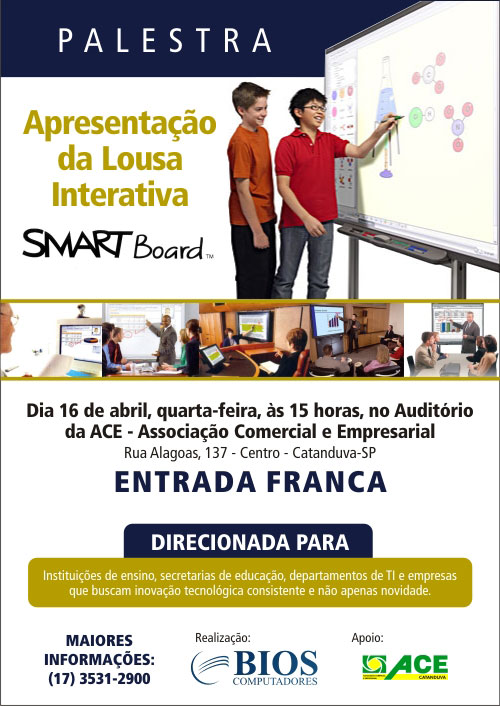 PALESTRA
Apresentação
da Lousa
Interativa
SMART Board™
Dia 16 de abril, quarta-feira, às 15 horas, no Auditório
da ACE - Associação Comercial e Empresarial
Rua Alagoas, 137 - Centro - Catanduva-SP
ENTRADA FRANCA
DIRECIONADA PARA
Instituições de ensino, secretarias de educação, departamentos de TI e empresas
que buscam inovação tecnológica consistente e não apenas novidade.
MAIORES
INFORMAÇÕES:
(17) 3531-2900
Realização:
BIOS
COMPUTADORES
Apoio:
ACE
CATANDUVA